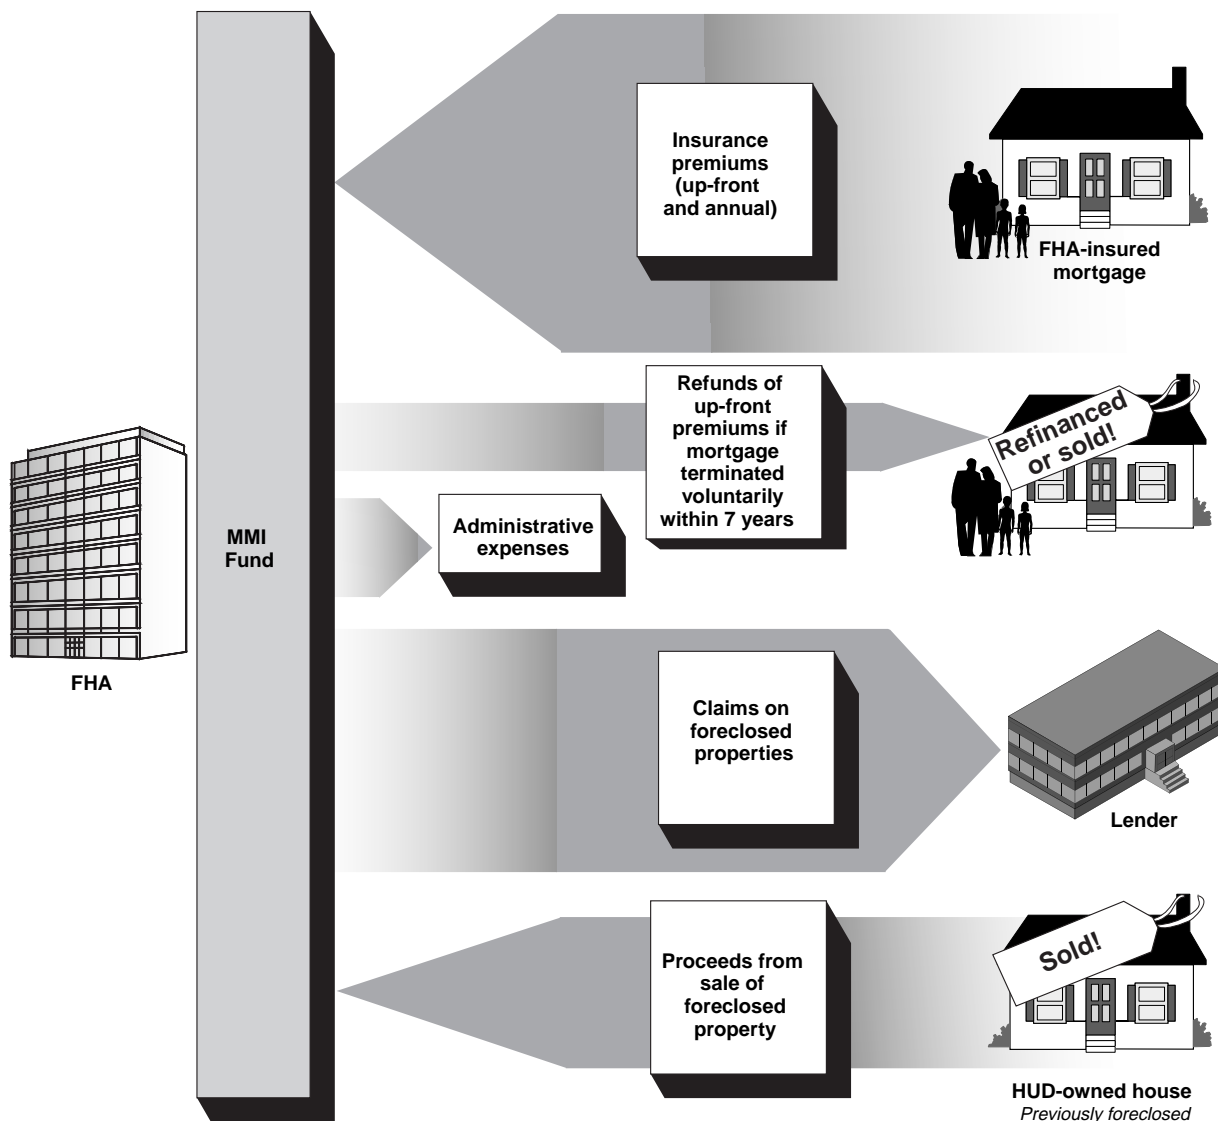 Insurance
premiums
(up-front
and annual)
FHA-insured
mortgage
Refunds of
up-front
premiums if
mortgage
terminated
voluntarily
within 7 years
Refinanced
or sold!
Administrative
expenses
MMI
Fund
FHA
Claims on
foreclosed
properties
Lender
Proceeds from
sale of
foreclosed
property
Sold!
HUD-owned house
Previously foreclosed